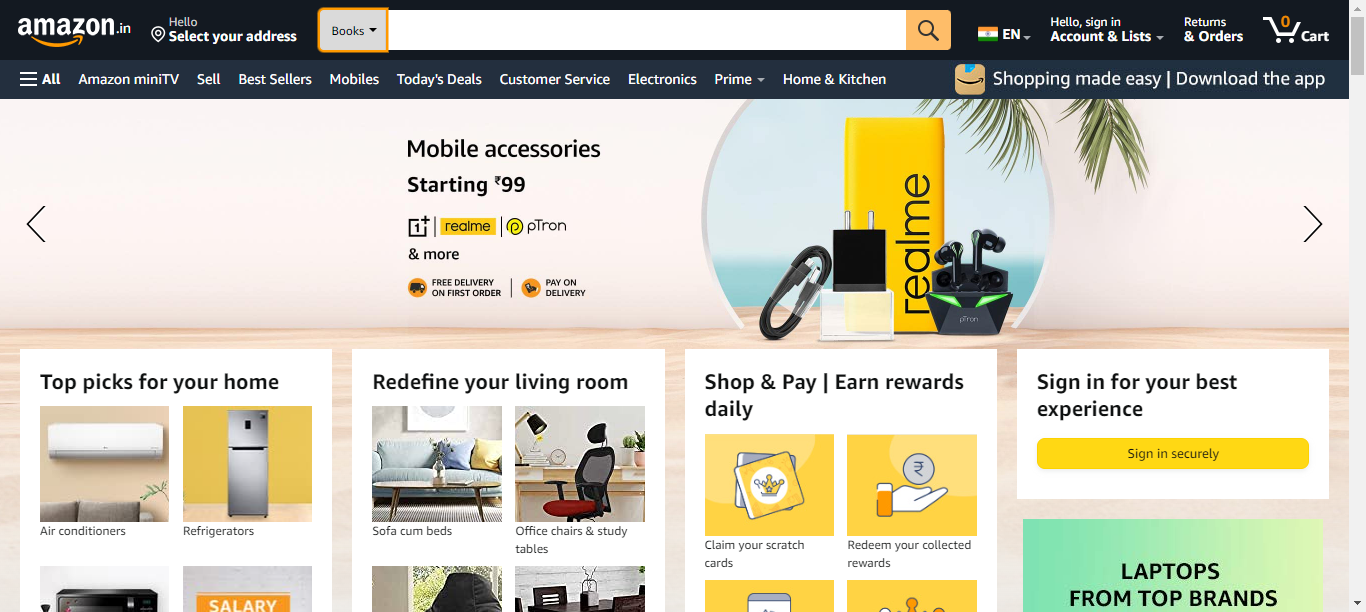 amazon.in
Hello
Select your address
Books
EN
Hello, sign in
Account & Lists
Returns
& Orders
0
Cart
All
Amazon miniTV
Sell
Best Sellers
Mobiles
Today's Deals
Customer Service
Electronics
Prime
Home & Kitchen
Shopping made easy | Download the app
Mobile accessories
Starting ₹99
1+ | realme | pTron
& more
FREE DELIVERY
ON FIRST ORDER
PAY ON
DELIVERY
realme
pTron
Top picks for your home
Air conditioners
Refrigerators
SALARY
Redefine your living room
Sofa cum beds
Office chairs & study
tables
Shop & Pay | Earn rewards
daily
₹
Claim your scratch
cards
Redeem your collected
rewards
Sign in for your best
experience
Sign in securely
LAPTOPS
FROM TOP BRANDS